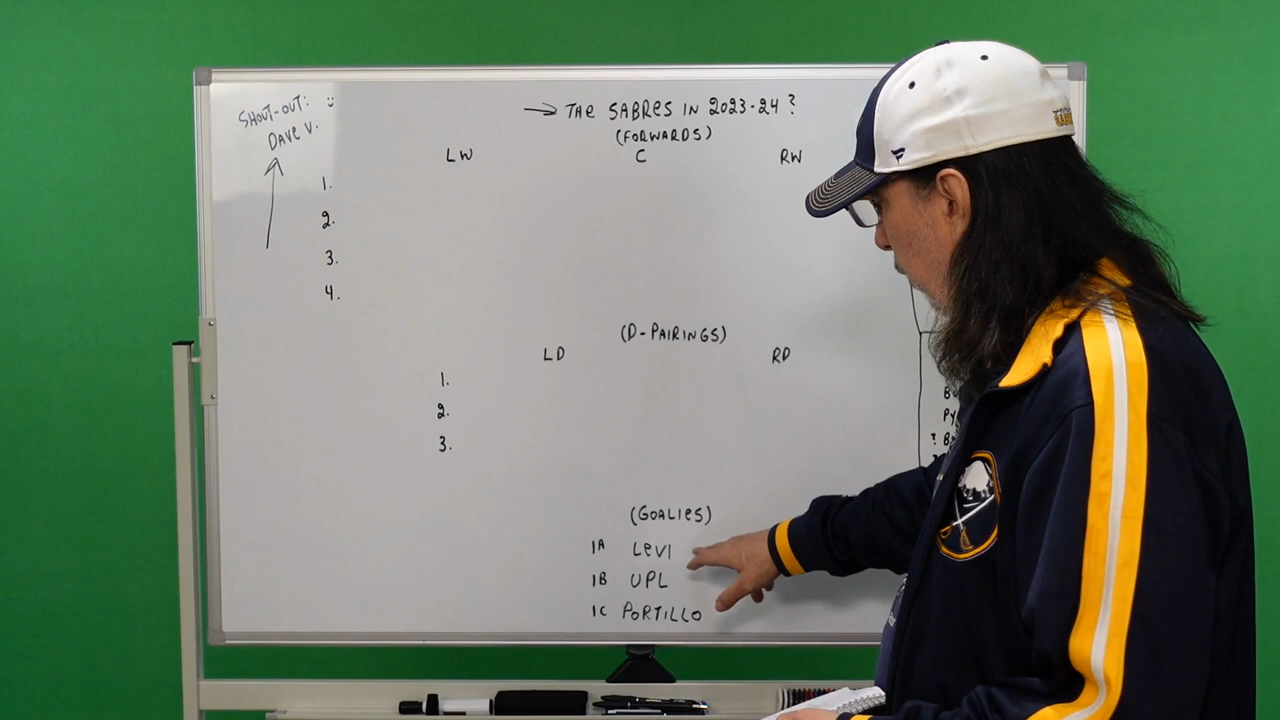 SHOUT-OUT:
DAVE V.
→ THE SABRES IN 2023-24?
(FORWARDS)
LW C RW
1.
2.
3.
4.
(D-PAIRINGS)
LD RD
1.
2.
3.
(GOALIES)
1A LEVI
1B UPL
1C PORTILLO